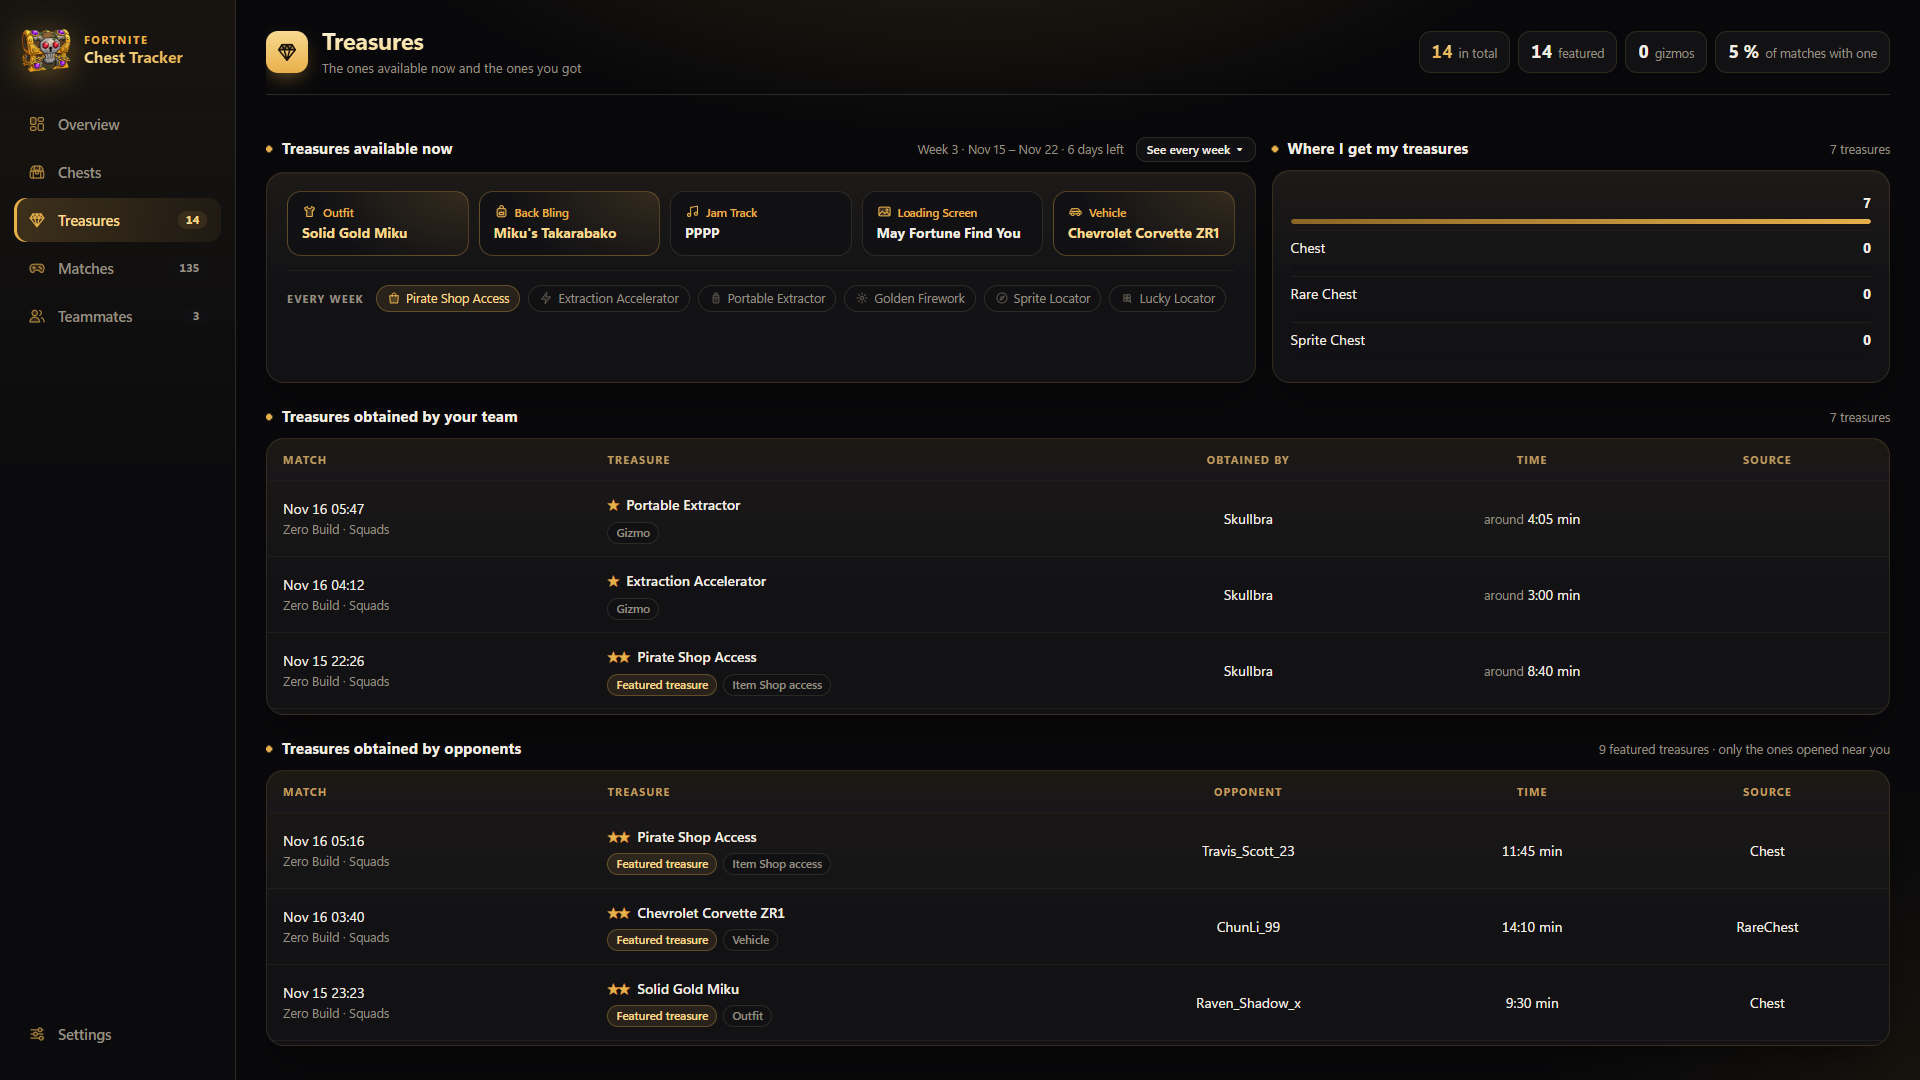 FORTNITE
Chest Tracker
Overview
Chests
Treasures 14
Matches 135
Teammates 3
Settings
Treasures
The ones available now and the ones you got
14 in total
14 featured
0 gizmos
5 % of matches with one
Treasures available now
Week 3 · Nov 15 – Nov 22 · 6 days left
See every week
Outfit
Solid Gold Miku
Back Bling
Miku's Takarabako
Jam Track
PPPP
Loading Screen
May Fortune Find You
Vehicle
Chevrolet Corvette ZR1
EVERY WEEK
Pirate Shop Access
Extraction Accelerator
Portable Extractor
Golden Firework
Sprite Locator
Lucky Locator
Where I get my treasures
7 treasures
7
Chest 0
Rare Chest 0
Sprite Chest 0
Treasures obtained by your team
7 treasures
MATCH TREASURE OBTAINED BY TIME SOURCE
Nov 16 05:47
Zero Build · Squads
Portable Extractor
Gizmo
Skullbra
around 4:05 min
Nov 16 04:12
Zero Build · Squads
Extraction Accelerator
Gizmo
Skullbra
around 3:00 min
Nov 15 22:26
Zero Build · Squads
Pirate Shop Access
Featured treasure
Item Shop access
Skullbra
around 8:40 min
Treasures obtained by opponents
9 featured treasures · only the ones opened near you
MATCH TREASURE OPPONENT TIME SOURCE
Nov 16 05:16
Zero Build · Squads
Pirate Shop Access
Featured treasure
Item Shop access
Travis_Scott_23
11:45 min
Chest
Nov 16 03:40
Zero Build · Squads
Chevrolet Corvette ZR1
Featured treasure
Vehicle
ChunLi_99
14:10 min
RareChest
Nov 15 23:23
Zero Build · Squads
Solid Gold Miku
Featured treasure
Outfit
Raven_Shadow_x
9:30 min
Chest